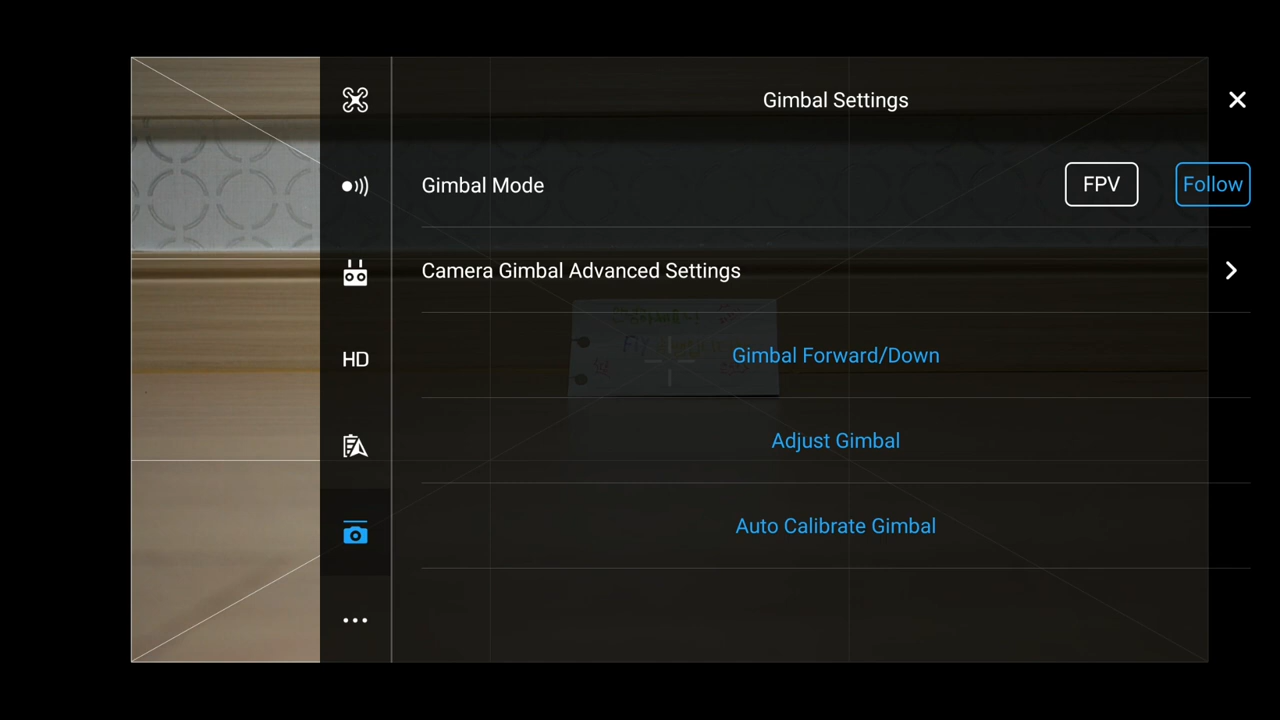 Gimbal Settings
Gimbal Mode
FPV
Follow
Camera Gimbal Advanced Settings
HD
Gimbal Forward/Down
Adjust Gimbal
Auto Calibrate Gimbal